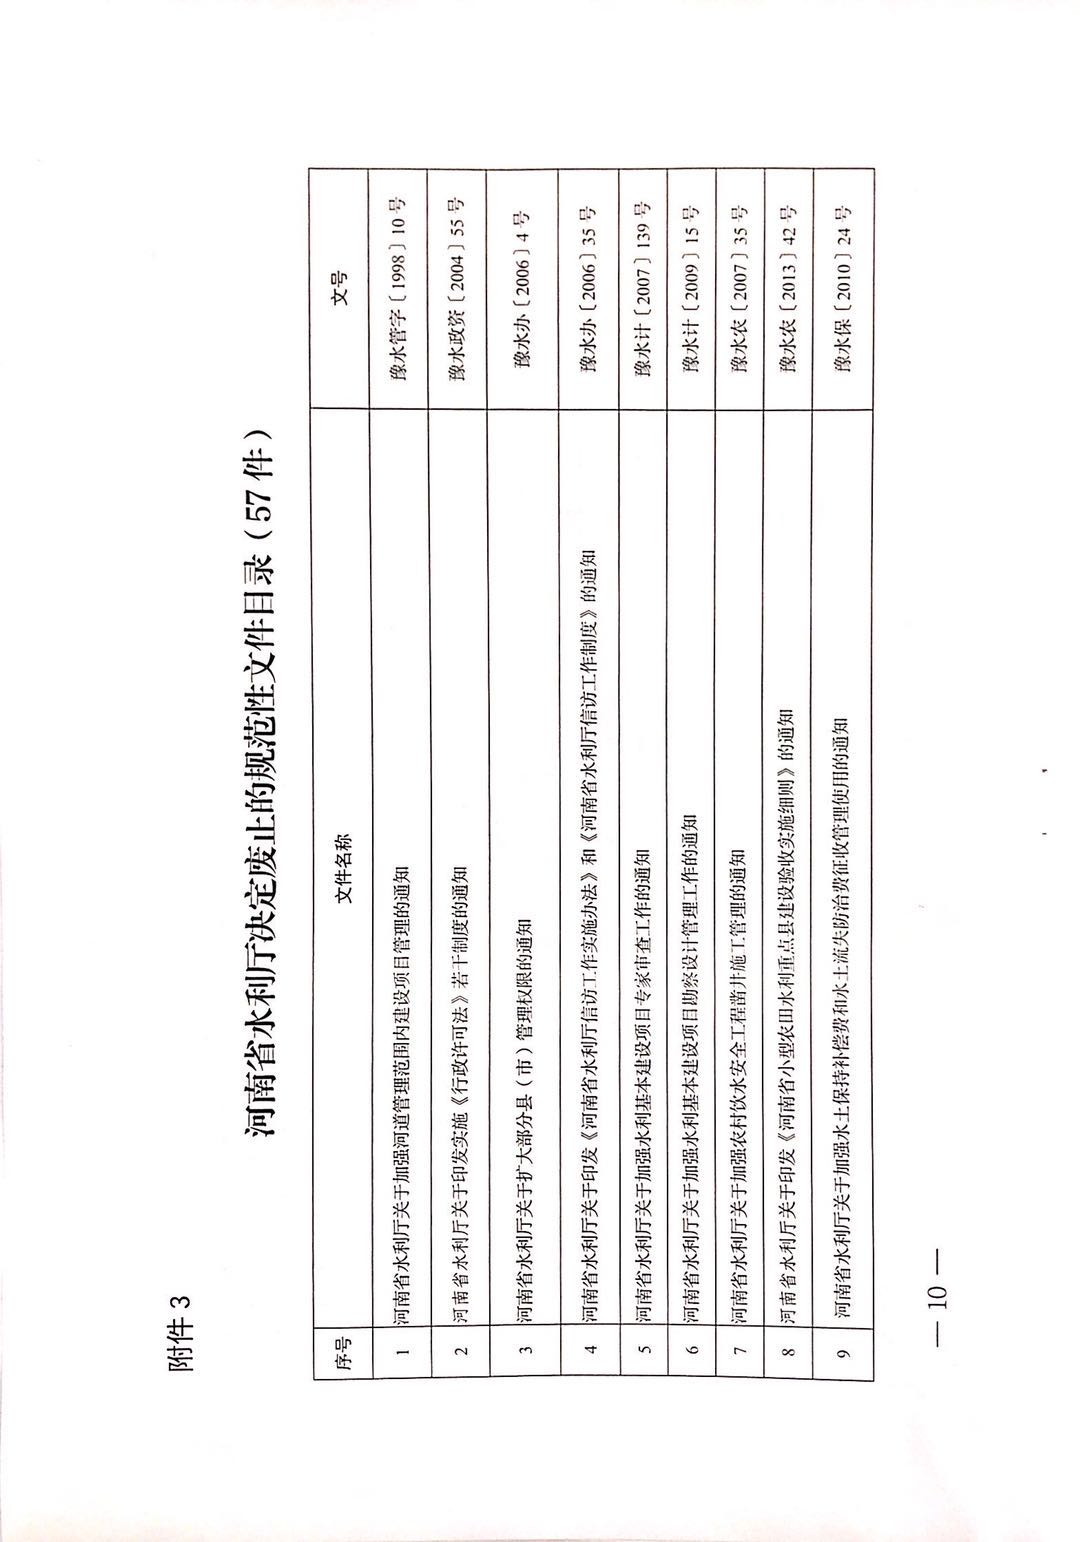 附件 3
河南省水利厅决定废止的规范性文件目录（57 件）
序号 文件名称 文号
1 河南省水利厅关于加强河道管理范围内建设项目管理的通知 豫水管字〔1998〕10 号
2 河南省水利厅关于印发实施《行政许可法》若干制度的通知 豫水政资〔2004〕55 号
3 河南省水利厅关于扩大部分县（市）管理权限的通知 豫水办〔2006〕4 号
4 河南省水利厅关于印发《河南省水利厅信访工作实施办法》和《河南省水利厅信访工作制度》的通知 豫水办〔2006〕35 号
5 河南省水利厅关于加强水利基本建设项目专家审查工作的通知 豫水计〔2007〕139 号
6 河南省水利厅关于加强水利基本建设项目勘察设计管理工作的通知 豫水计〔2009〕15 号
7 河南省水利厅关于加强农村饮水安全工程凿井施工管理的通知 豫水农〔2007〕35 号
8 河南省水利厅关于印发《河南省小型农田水利重点县建设验收实施细则》的通知 豫水农〔2013〕42 号
9 河南省水利厅关于加强水土保持补偿费和水土流失防治费征收管理使用的通知 豫水保〔2010〕24 号
— 10 —